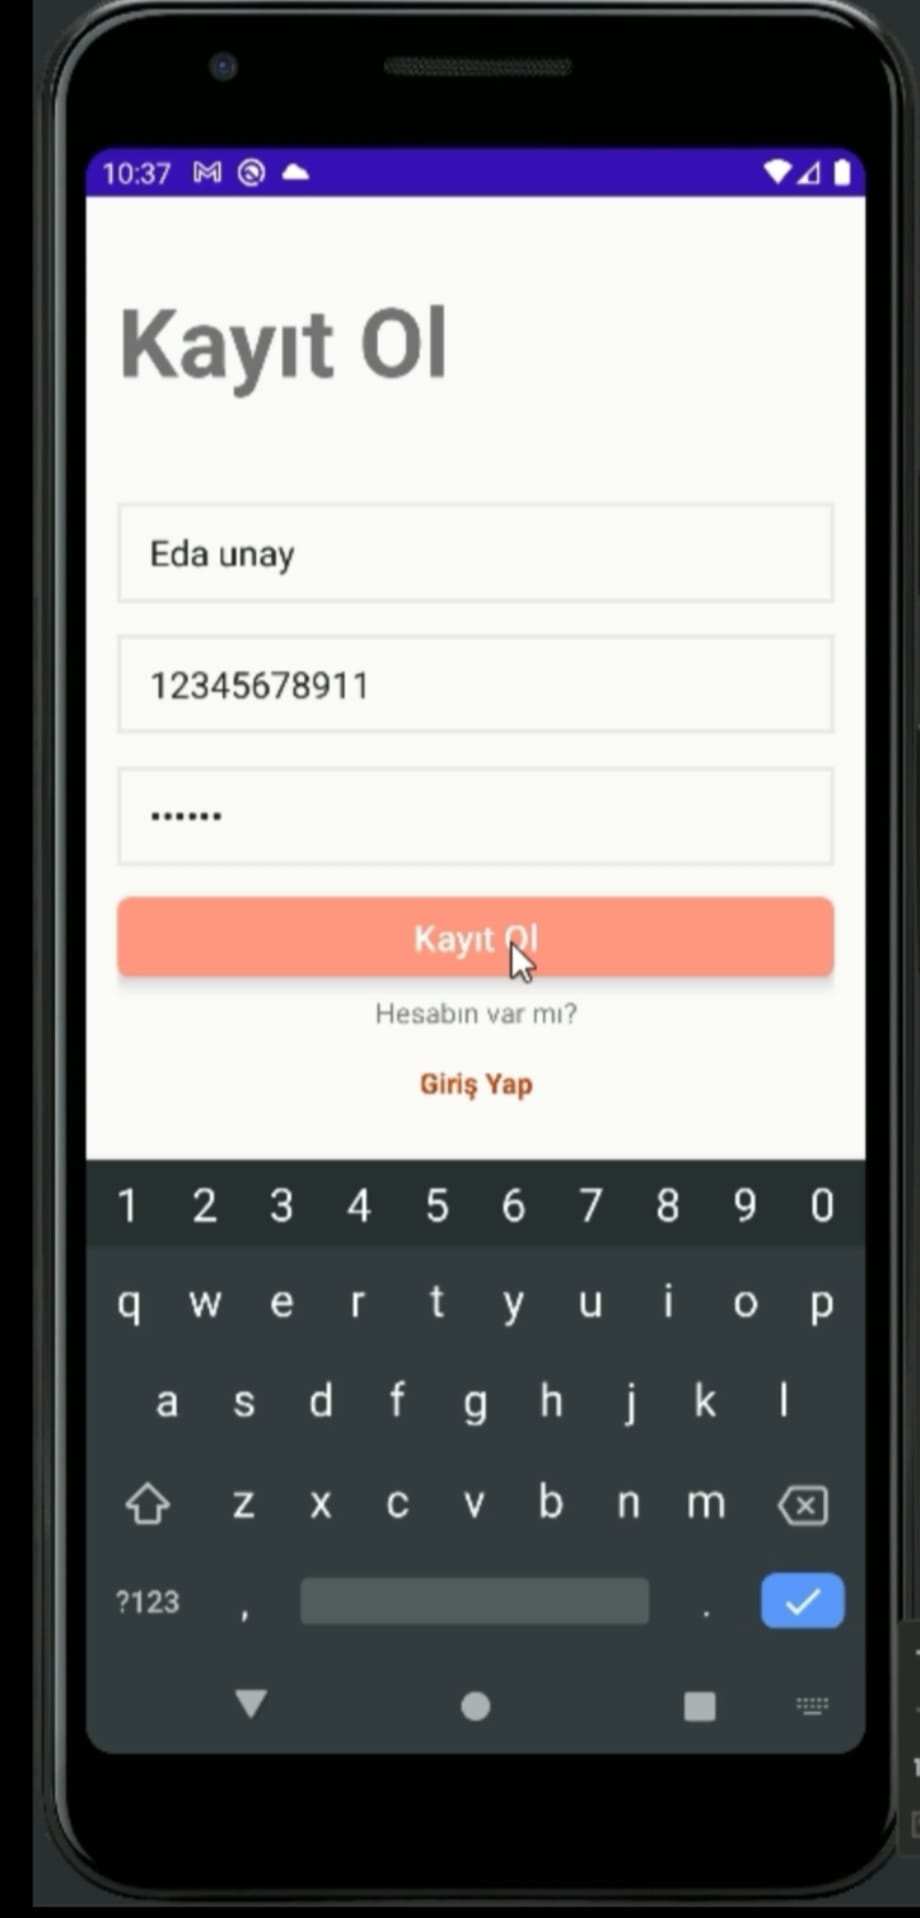 10:37
Kayıt Ol
Eda unay
12345678911
••••••
Kayıt Ol
Hesabın var mı?
Giriş Yap
1 2 3 4 5 6 7 8 9 0
q w e r t y u i o p
a s d f g h j k l
z x c v b n m
?123 , .